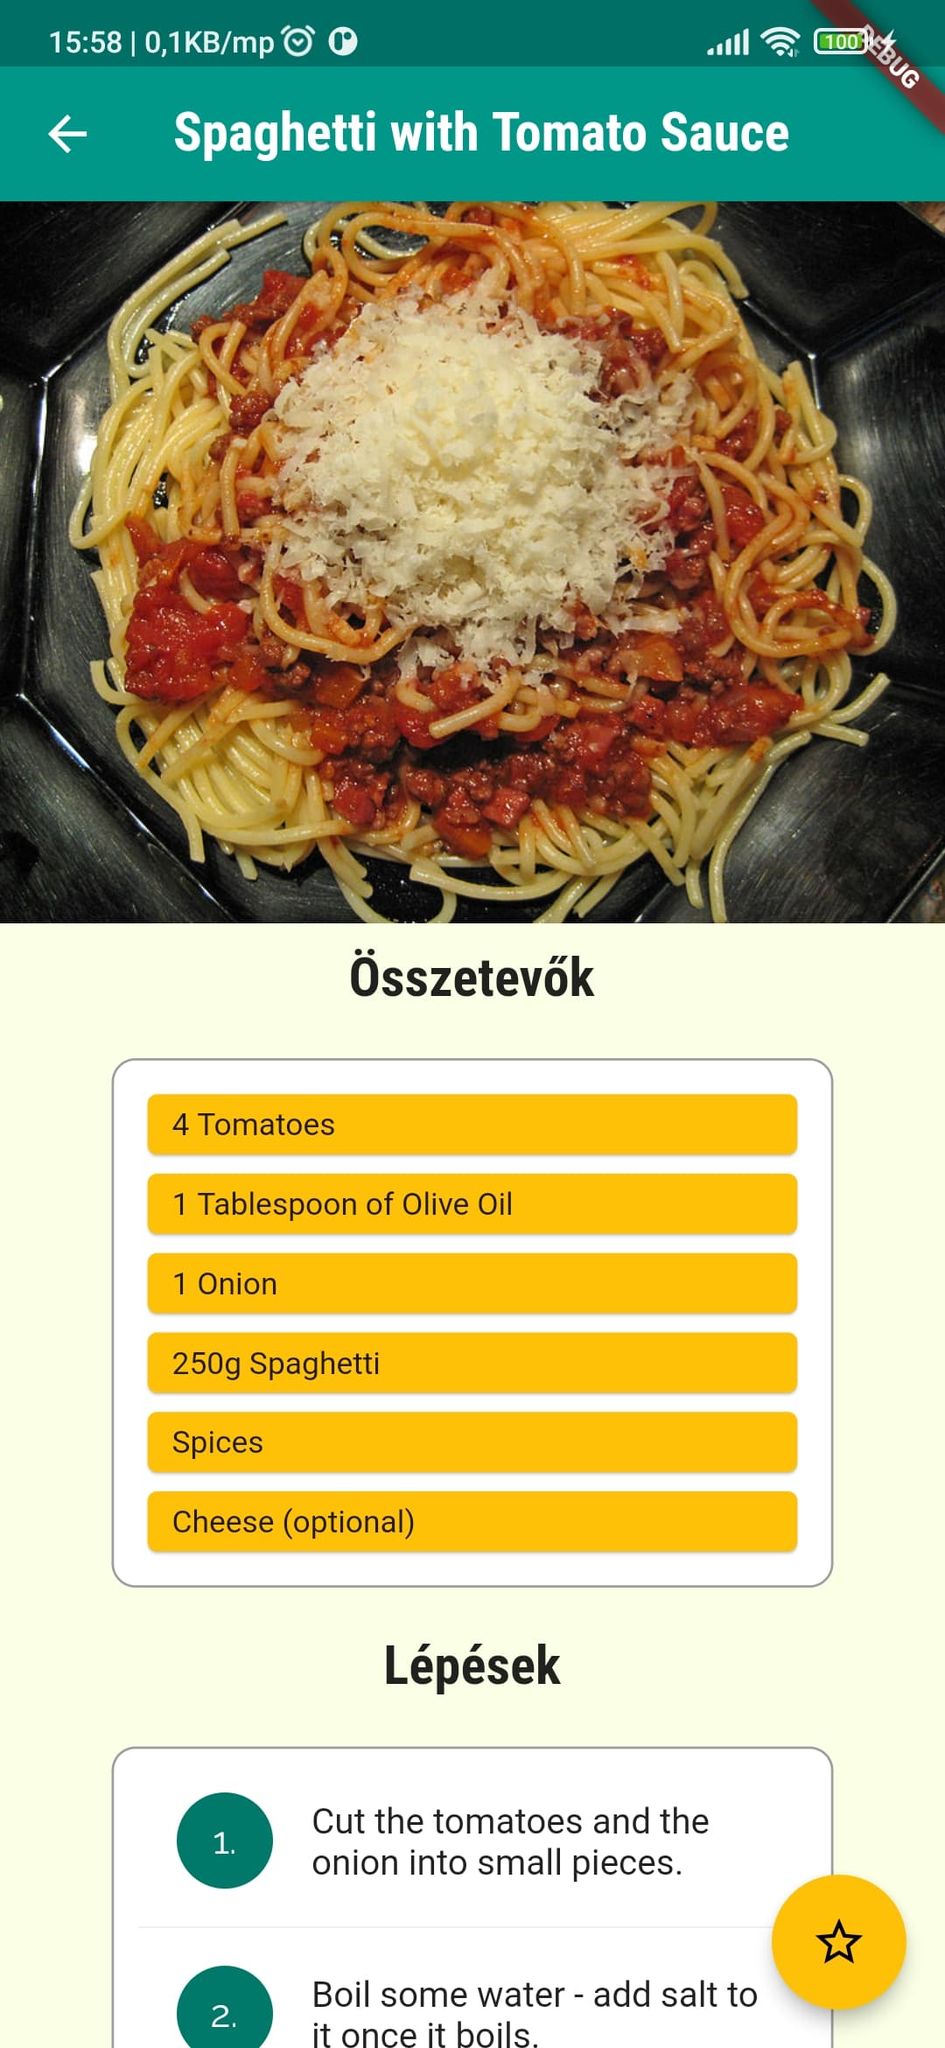 15:58 | 0,1KB/mp
100
DEBUG
Spaghetti with Tomato Sauce
Összetevők
4 Tomatoes
1 Tablespoon of Olive Oil
1 Onion
250g Spaghetti
Spices
Cheese (optional)
Lépések
1.
Cut the tomatoes and the
onion into small pieces.
2.
Boil some water - add salt to
it once it boils.